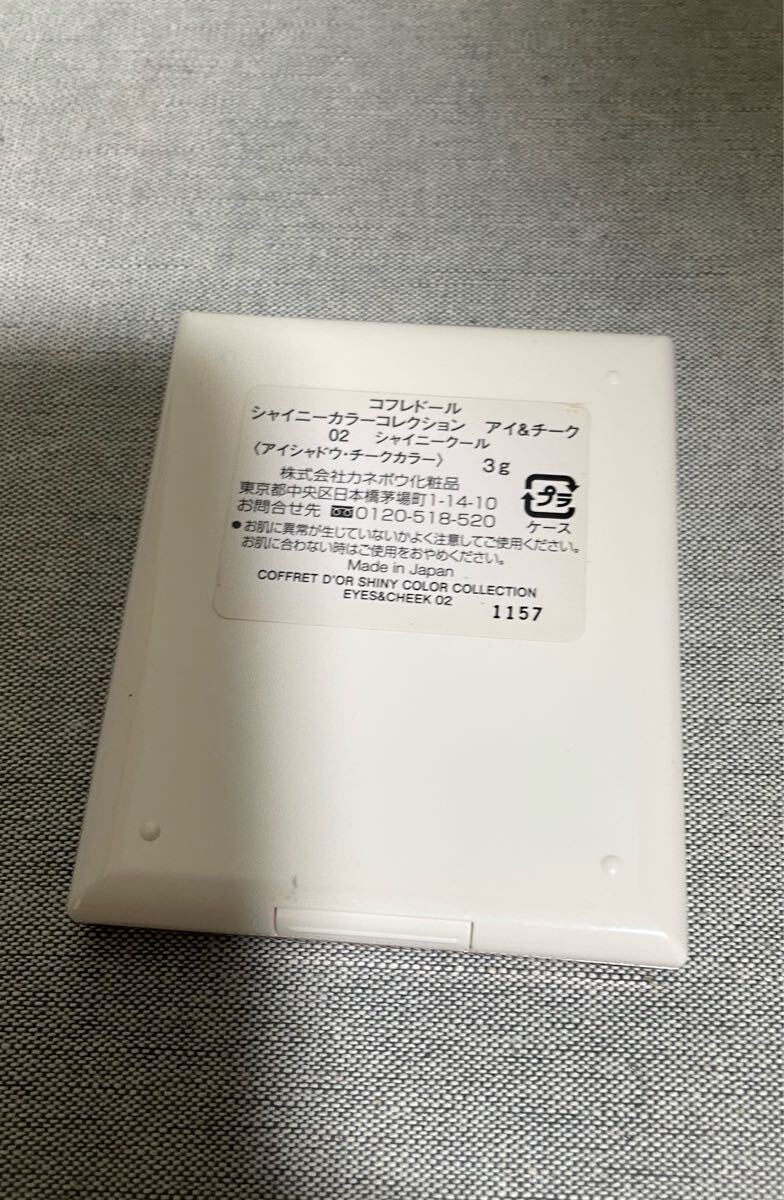 コフレドール
シャイニーカラーコレクション　アイ&チーク
02　シャイニークール
〈アイシャドウ・チークカラー〉　3g
株式会社カネボウ化粧品
東京都中央区日本橋茅場町1-14-10
お問合せ先 0120-518-520
プラ
ケース
●お肌に異常が生じていないかよく注意してご使用ください。
お肌に合わない時はご使用をおやめください。
Made in Japan
COFFRET D'OR SHINY COLOR COLLECTION
EYES&CHEEK 02
1157